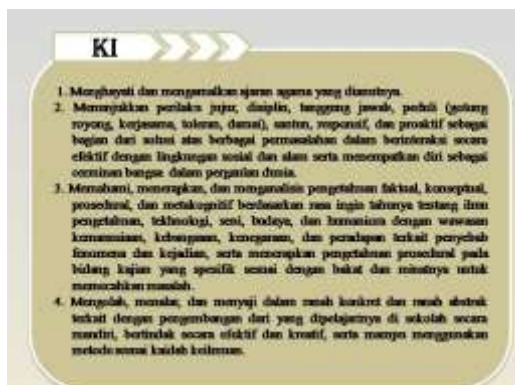 KI
1. Menghayati dan mengamalkan ajaran agama yang dianutnya.
2. Menunjukkan perilaku jujur, disiplin, tanggung jawab, peduli (gotong
royong, kerjasama, toleran, damai), santun, responsif, dan proaktif sebagai
bagian dari solusi atas berbagai permasalahan dalam berinteraksi secara
efektif dengan lingkungan sosial dan alam serta menempatkan diri sebagai
cerminan bangsa dalam pergaulan dunia.
3. Memahami, menerapkan, dan menganalisis pengetahuan faktual, konseptual,
prosedural, dan metakognitif berdasarkan rasa ingin tahunya tentang ilmu
pengetahuan, tekhnologi, seni, budaya, dan humaniora dengan wawasan
kemanusiaan, kebangsaan, kenegaraan, dan peradaban terkait penyebab
fenomena dan kejadian, serta menerapkan pengetahuan prosedural pada
bidang kajian yang spesifik sesuai dengan bakat dan minatnya untuk
memecahkan masalah.
4. Mengolah, menalar, dan menyaji dalam ranah konkret dan ranah abstrak
terkait dengan pengembangan dari yang dipelajarinya di sekolah secara
mandiri, bertindak secara efektif dan kreatif, serta mampu menggunakan
metode sesuai kaidah keilmuan.